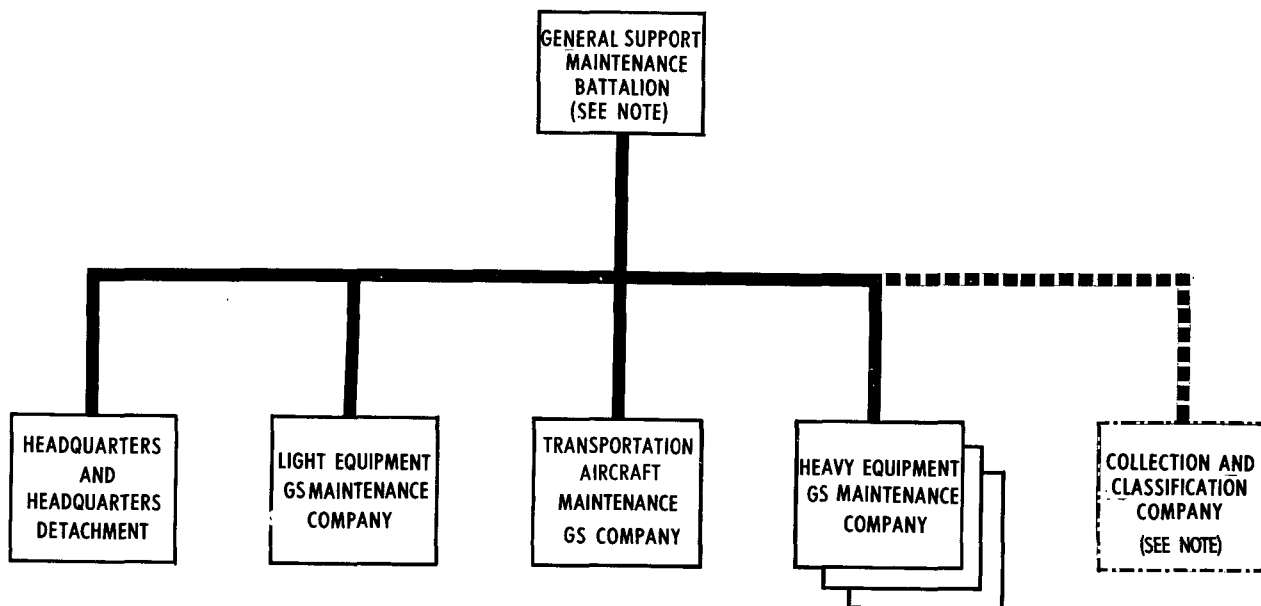 GENERAL SUPPORT
MAINTENANCE
BATTALION
(SEE NOTE)
HEADQUARTERS
AND
HEADQUARTERS
DETACHMENT
LIGHT EQUIPMENT
GS MAINTENANCE
COMPANY
TRANSPORTATION
AIRCRAFT
MAINTENANCE
GS COMPANY
HEAVY EQUIPMENT
GS MAINTENANCE
COMPANY
COLLECTION AND
CLASSIFICATION
COMPANY
(SEE NOTE)